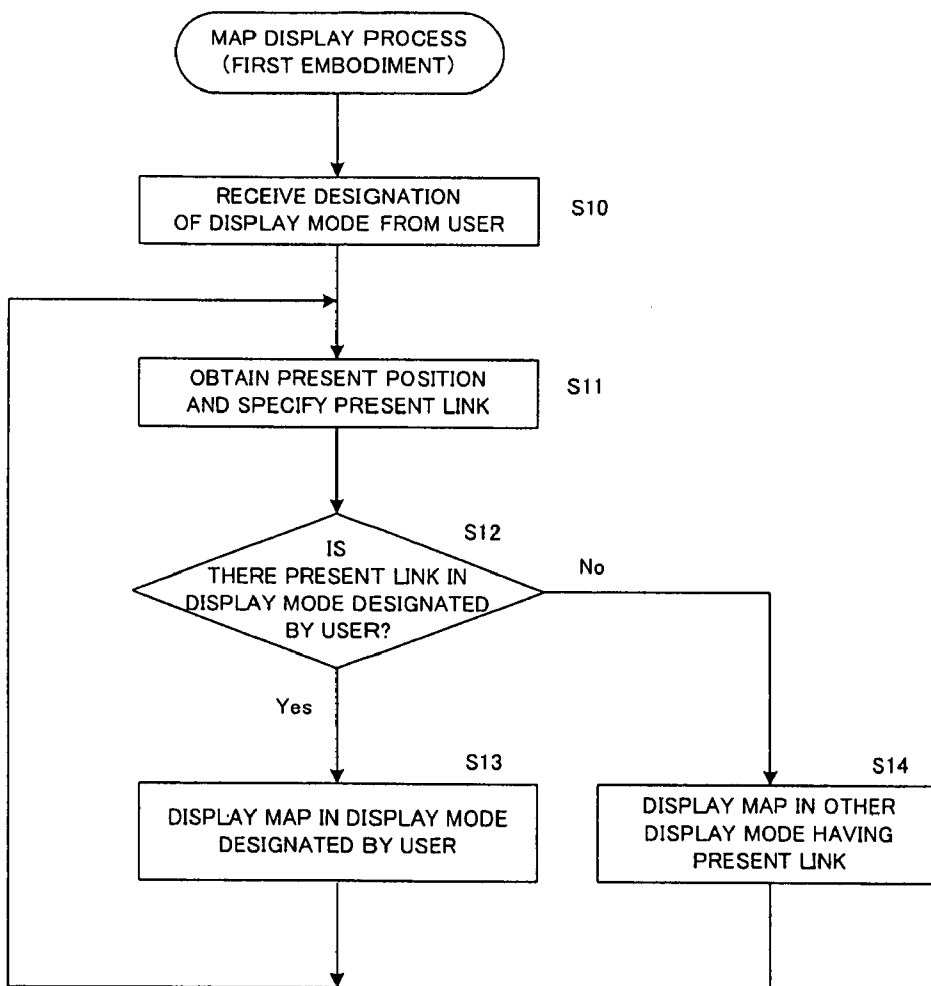 MAP DISPLAY PROCESS
(FIRST EMBODIMENT)
RECEIVE DESIGNATION
OF DISPLAY MODE FROM USER
S10
OBTAIN PRESENT POSITION
AND SPECIFY PRESENT LINK
S11
S12
IS
THERE PRESENT LINK IN
DISPLAY MODE DESIGNATED
BY USER?
No
Yes
S13
DISPLAY MAP IN DISPLAY MODE
DESIGNATED BY USER
S14
DISPLAY MAP IN OTHER
DISPLAY MODE HAVING
PRESENT LINK